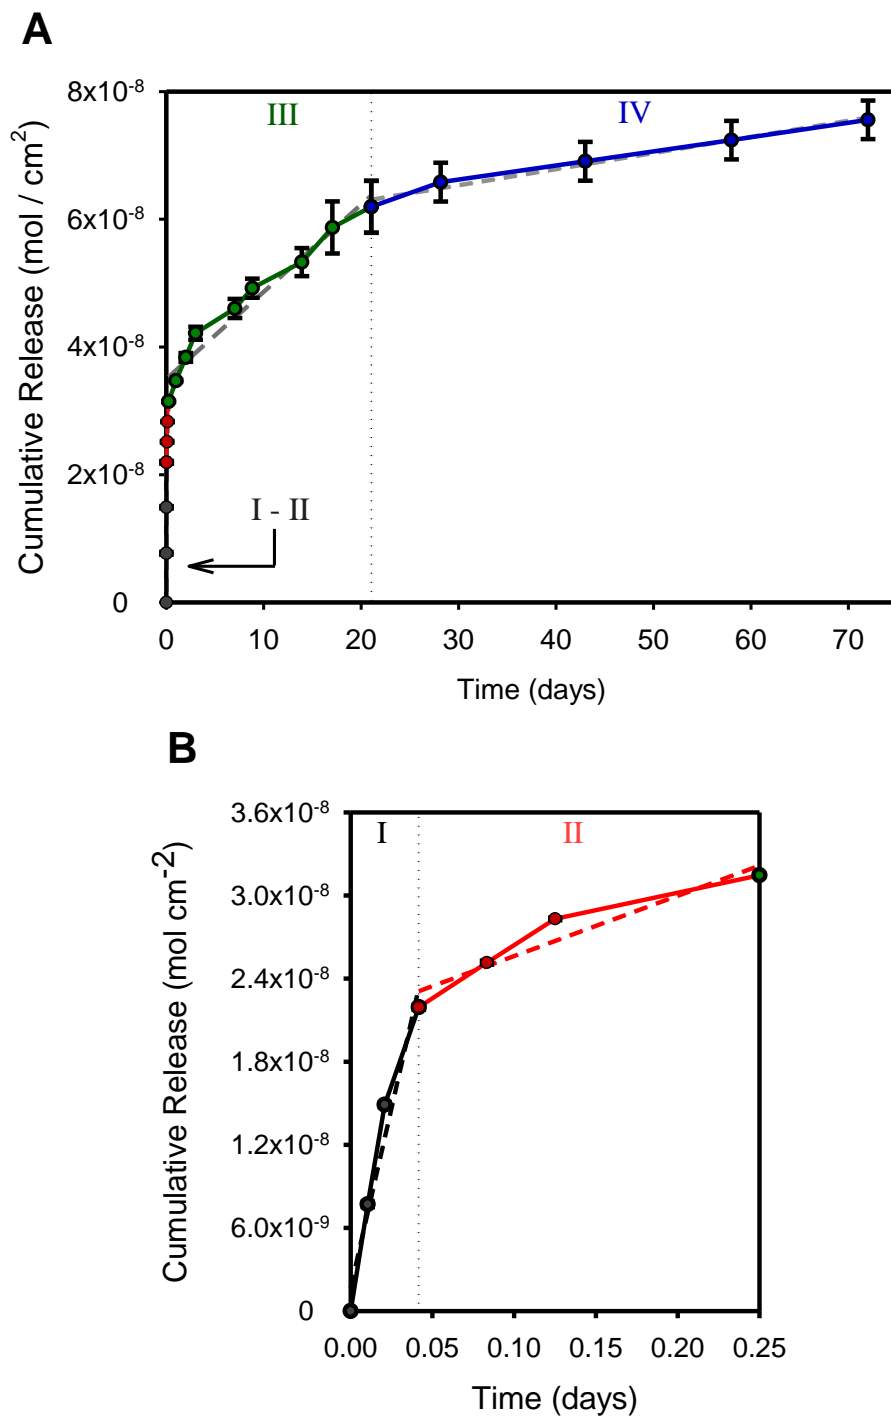 A
Cumulative Release (mol / cm²)
8x10⁻⁸
6x10⁻⁸
4x10⁻⁸
2x10⁻⁸
0
III
IV
I - II
0 10 20 30 40 50 60 70
Time (days)
B
Cumulative Release (mol cm⁻²)
3.6x10⁻⁸
3.0x10⁻⁸
2.4x10⁻⁸
1.8x10⁻⁸
1.2x10⁻⁸
6.0x10⁻⁹
0
I
II
0.00 0.05 0.10 0.15 0.20 0.25
Time (days)